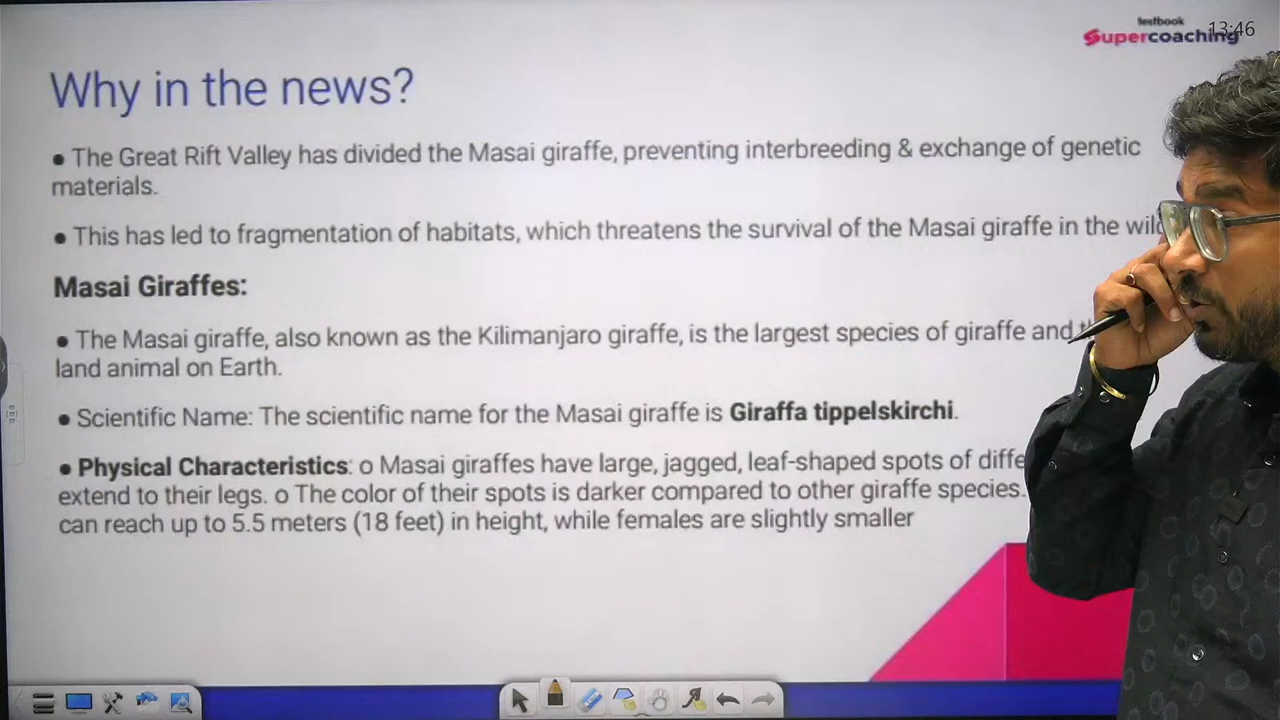 testbook
Supercoaching
13:46
Why in the news?
● The Great Rift Valley has divided the Masai giraffe, preventing interbreeding & exchange of genetic
materials.
● This has led to fragmentation of habitats, which threatens the survival of the Masai giraffe in the wild
Masai Giraffes:
● The Masai giraffe, also known as the Kilimanjaro giraffe, is the largest species of giraffe and
land animal on Earth.
● Scientific Name: The scientific name for the Masai giraffe is Giraffa tippelskirchi.
● Physical Characteristics: o Masai giraffes have large, jagged, leaf-shaped spots of
extend to their legs. o The color of their spots is darker compared to other giraffe species.
can reach up to 5.5 meters (18 feet) in height, while females are slightly smaller